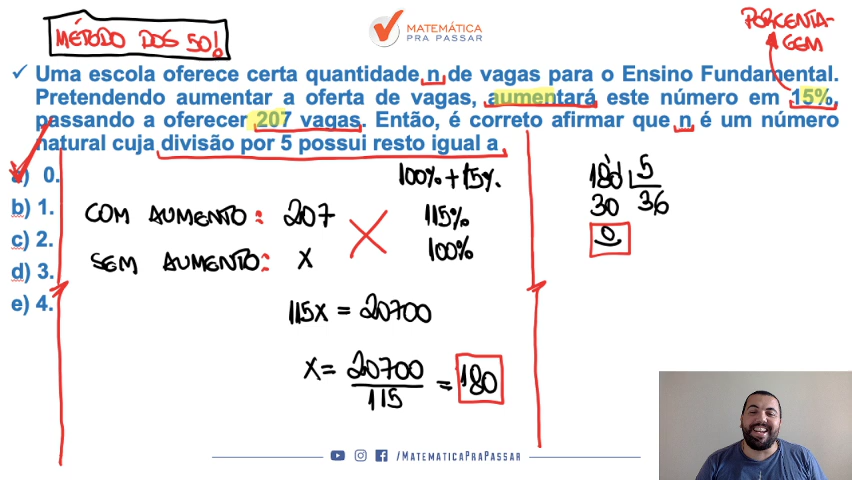 MÉTODO DOS 50!
MATEMÁTICA
PRA PASSAR
PORCENTA-
GEM
✓ Uma escola oferece certa quantidade n de vagas para o Ensino Fundamental.
Pretendendo aumentar a oferta de vagas, aumentará este número em 15%,
passando a oferecer 207 vagas. Então, é correto afirmar que n é um número
natural cuja divisão por 5 possui resto igual a
a) 0.
b) 1.
c) 2.
d) 3.
e) 4.
100% + 15%
COM AUMENTO: 207 115%
SEM AUMENTO: X 100%
115X = 20700
X = 20700
115
= 180
180 5
30 36
0
/MatematicaPraPassar